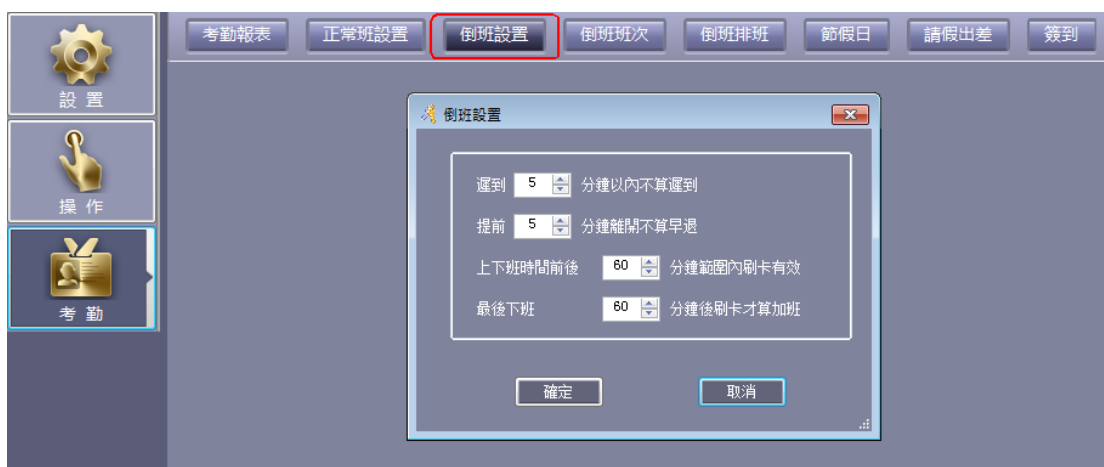 考勤報表 正常班設置 倒班設置 倒班班次 倒班排班 節假日 請假出差 簽到
設 置
操 作
考 勤
倒班設置
遲到 5 分鐘以內不算遲到
提前 5 分鐘離開不算早退
上下班時間前後 60 分鐘範圍內刷卡有效
最後下班 60 分鐘後刷卡才算加班
確定 取消